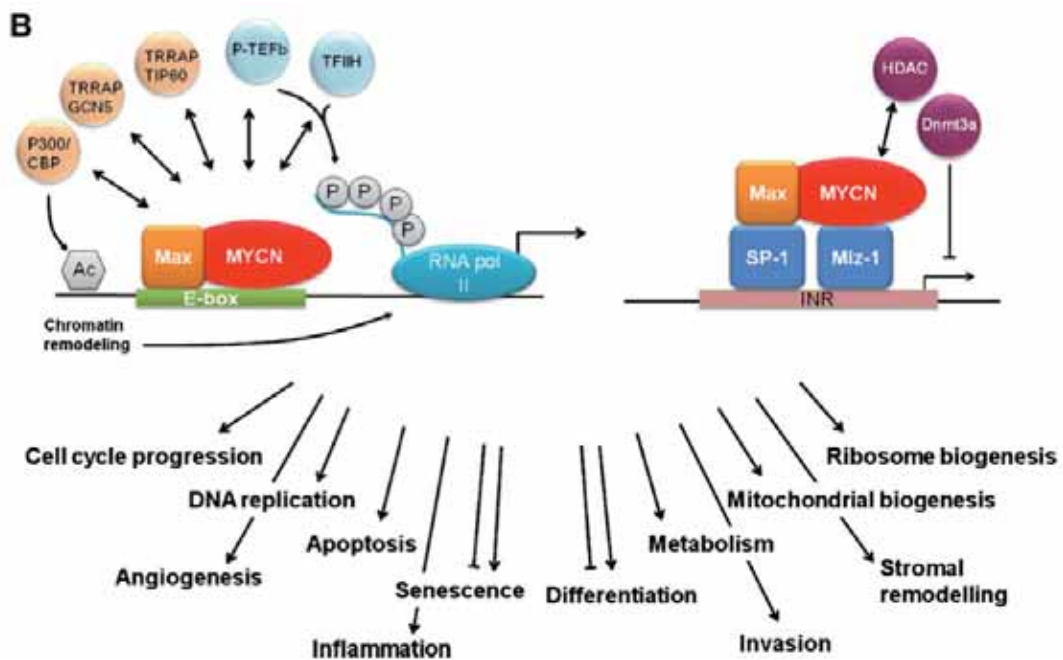 B
TRRAP
TIP60
P-TEFb
TFIIH
TRRAP
GCN5
P300/
CBP
Ac
Max
MYCN
E-box
P
P
P
P
RNA pol
II
Chromatin
remodeling
HDAC
Dnmt3a
Max
MYCN
SP-1
Miz-1
INR
Cell cycle progression
DNA replication
Angiogenesis
Apoptosis
Senescence
Inflammation
Differentiation
Metabolism
Invasion
Mitochondrial biogenesis
Ribosome biogenesis
Stromal
remodelling